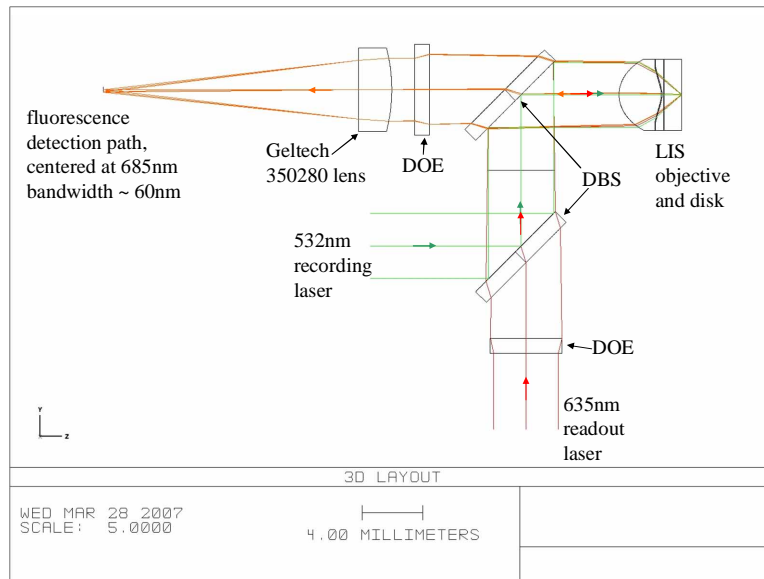 fluorescence
detection path,
centered at 685nm
bandwidth ~ 60nm
Geltech
350280 lens
DOE
DBS
LIS
objective
and disk
532nm
recording
laser
DOE
635nm
readout
laser
Y
Z
3D LAYOUT
WED MAR 28 2007
SCALE: 5.0000
4.00 MILLIMETERS